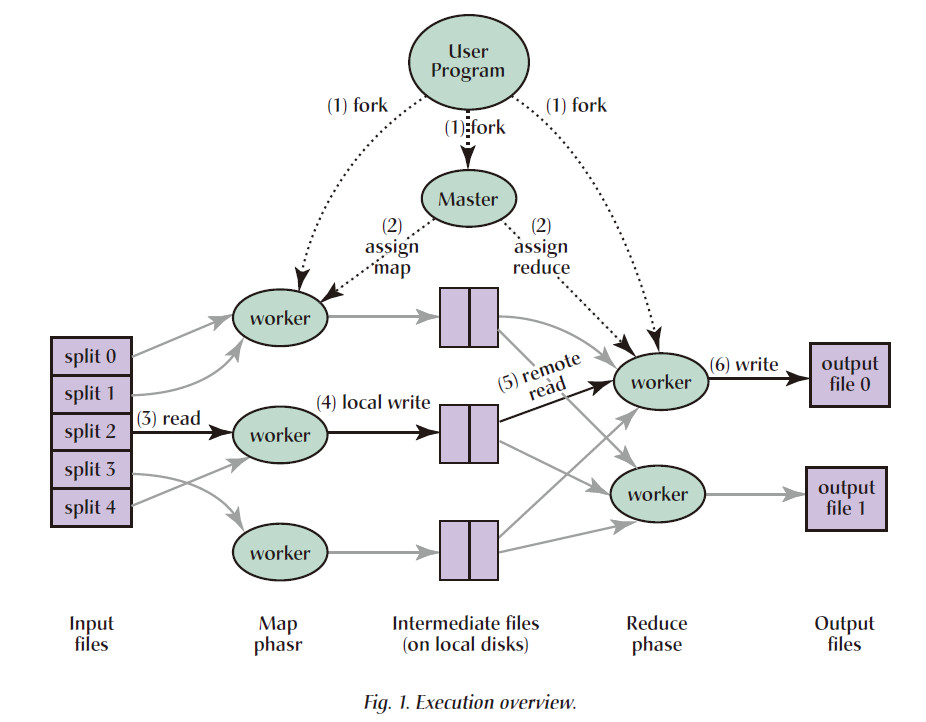 User
Program
(1) fork
(1) fork
(1) fork
Master
(2)
assign
map
(2)
assign
reduce
worker
split 0
split 1
split 2
split 3
split 4
(3) read
worker
(4) local write
worker
(5) remote
read
worker
(6) write
output
file 0
worker
output
file 1
Input
files
Map
phasr
Intermediate files
(on local disks)
Reduce
phase
Output
files
Fig. 1. Execution overview.